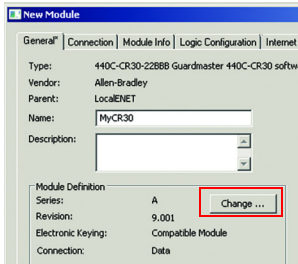 New Module
General* Connection Module Info Logic Configuration Internet
Type: 440C-CR30-22BBB Guardmaster 440C-CR30 softw
Vendor: Allen-Bradley
Parent: LocalENET
Name: MyCR30
Description:
Module Definition
Series: A Change ...
Revision: 9.001
Electronic Keying: Compatible Module
Connection: Data